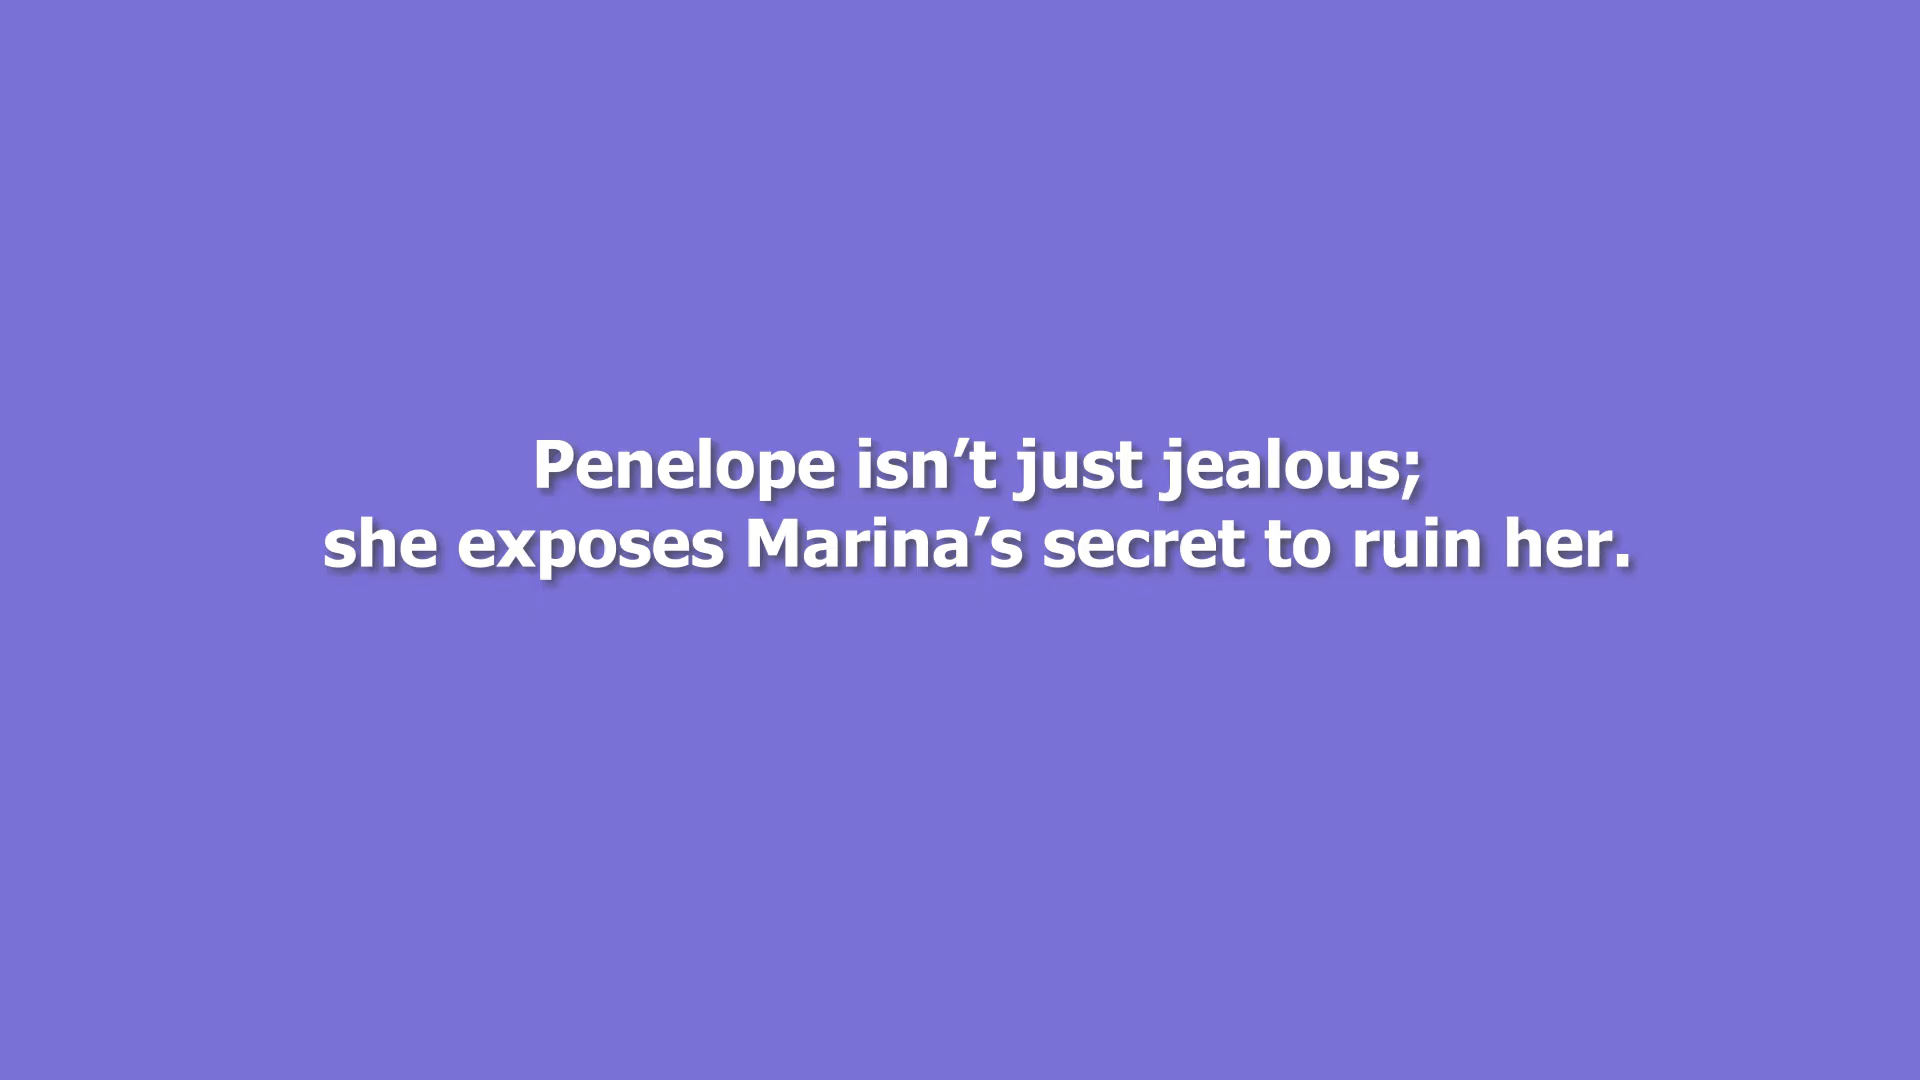 Penelope isn’t just jealous;
she exposes Marina’s secret to ruin her.